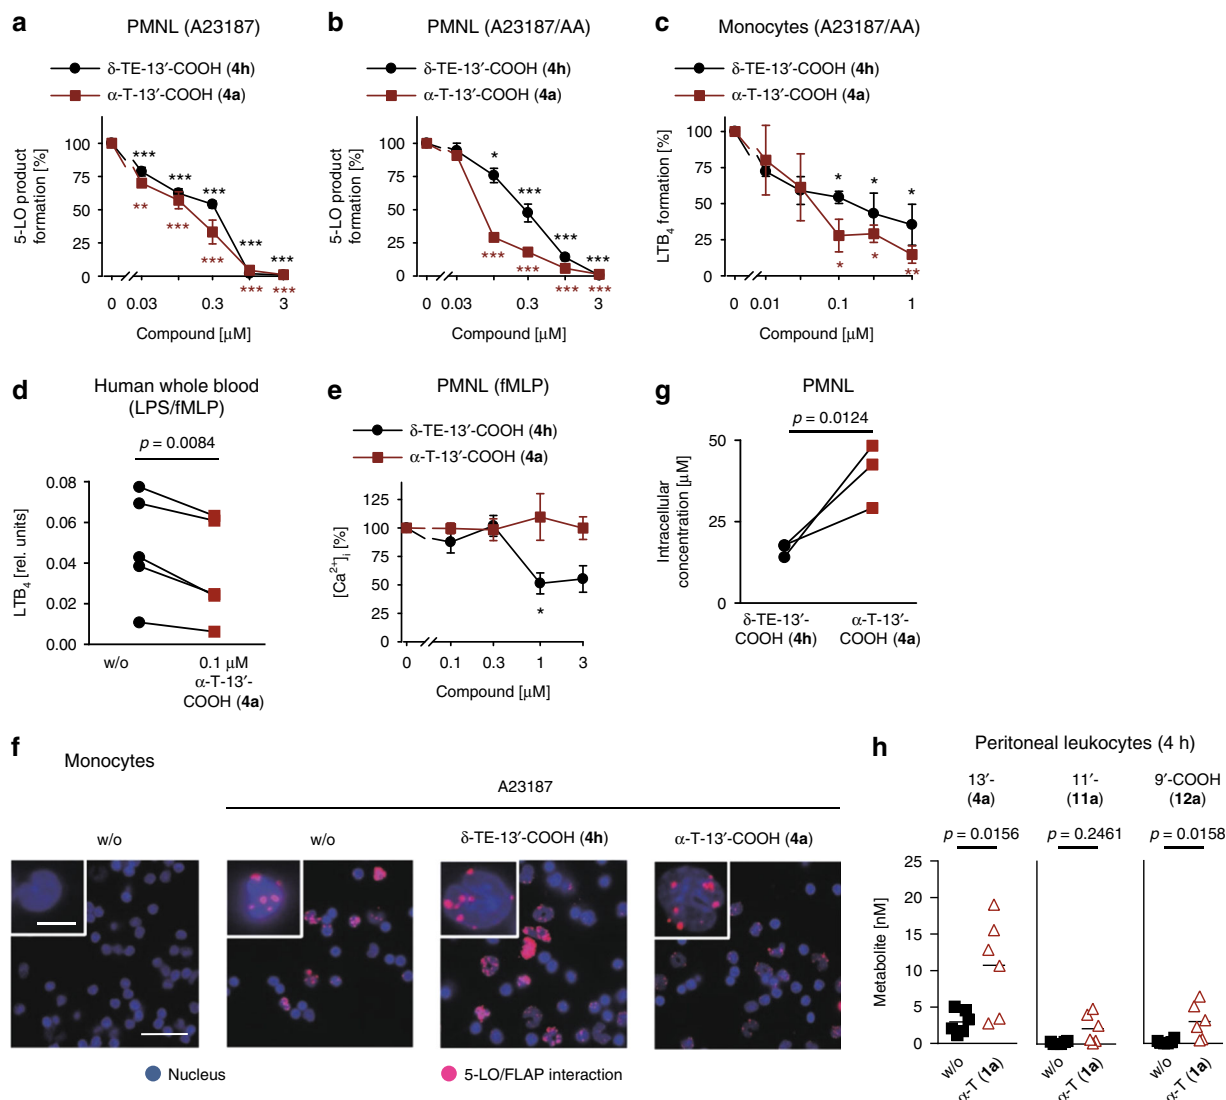 a
PMNL (A23187)
δ-TE-13′-COOH (4h)
α-T-13′-COOH (4a)
5-LO product
formation [%]
100
75
50
25
0
***
***
***
***
***
**
***
***
***
***
0
0.03
0.3
3
Compound [μM]
b
PMNL (A23187/AA)
δ-TE-13′-COOH (4h)
α-T-13′-COOH (4a)
5-LO product
formation [%]
100
75
50
25
0
*
***
***
***
***
***
***
***
0
0.03
0.3
3
Compound [μM]
c
Monocytes (A23187/AA)
δ-TE-13′-COOH (4h)
α-T-13′-COOH (4a)
LTB4 formation [%]
100
75
50
25
0
*
*
*
*
*
**
0
0.01
0.1
1
Compound [μM]
d
Human whole blood
(LPS/fMLP)
p = 0.0084
LTB4 [rel. units]
0.08
0.06
0.04
0.02
0.00
w/o
0.1 μM
α-T-13′-
COOH (4a)
e
PMNL (fMLP)
δ-TE-13′-COOH (4h)
α-T-13′-COOH (4a)
[Ca2+]i [%]
125
100
75
50
25
0
*
0
0.1
0.3
1
3
Compound [μM]
g
PMNL
p = 0.0124
Intracellular
concentration [μM]
50
25
0
δ-TE-13′-
COOH (4h)
α-T-13′-
COOH (4a)
f
Monocytes
A23187
w/o
w/o
δ-TE-13′-COOH (4h)
α-T-13′-COOH (4a)
Nucleus
5-LO/FLAP interaction
h
Peritoneal leukocytes (4 h)
13′-
(4a)
11′-
(11a)
9′-COOH
(12a)
p = 0.0156
p = 0.2461
p = 0.0158
Metabolite [nM]
25
20
15
10
5
0
w/o
α-T (1a)
w/o
α-T (1a)
w/o
α-T (1a)